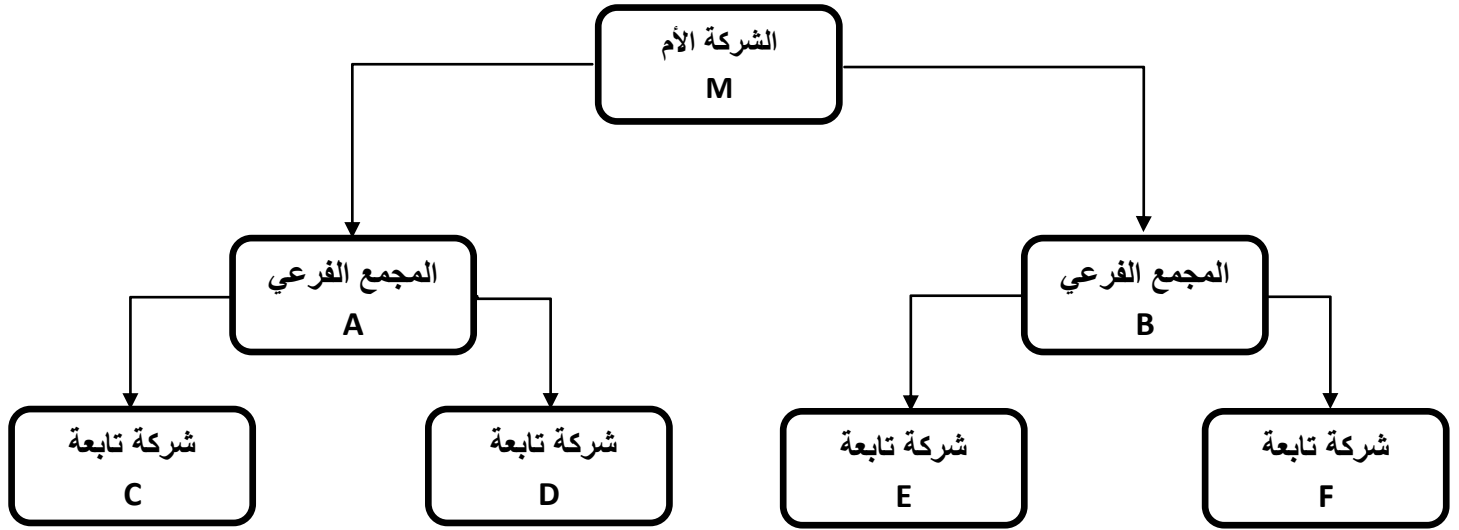 الشركة الأم
M
المجمع الفرعي
A
المجمع الفرعي
B
شركة تابعة
C
شركة تابعة
D
شركة تابعة
E
شركة تابعة
F